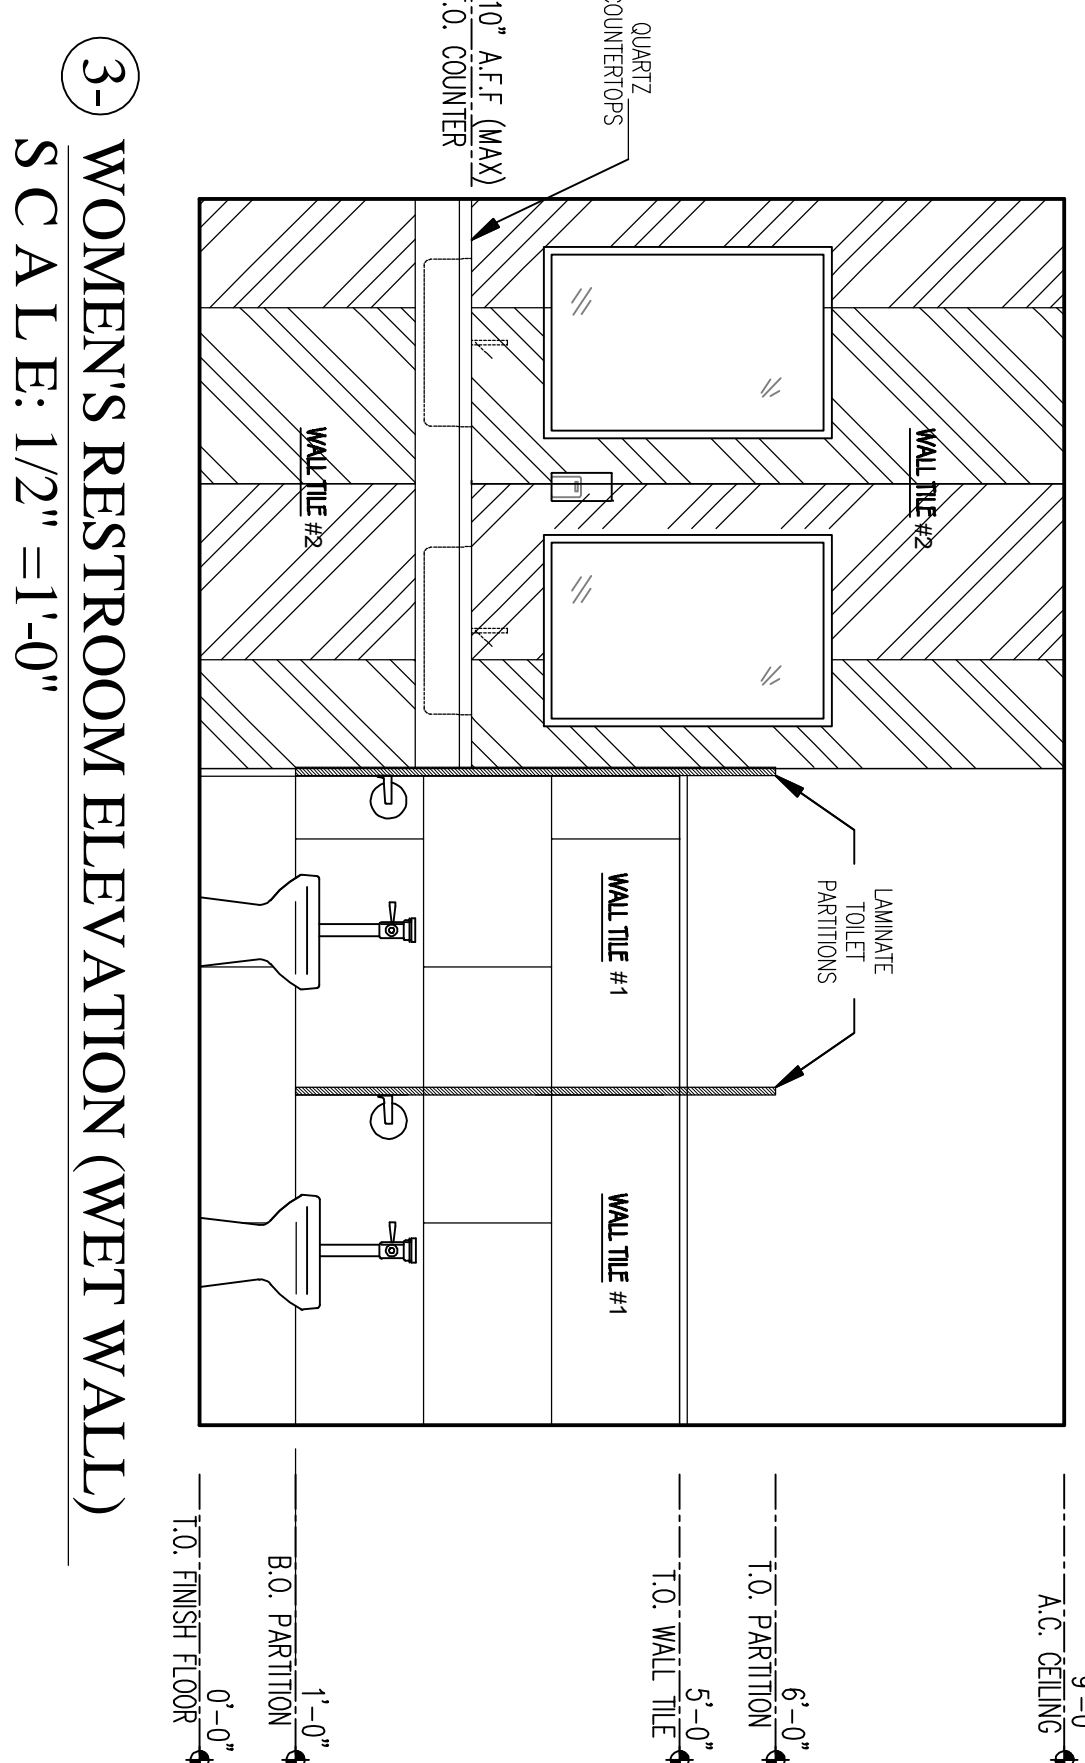 QUARTZ
COUNTERTOPS
10" A.F.F (MAX)
T.O. COUNTER
WALL TILE #2
WALL TILE #2
LAMINATE
TOILET
PARTITIONS
WALL TILE #1
WALL TILE #1
A.C. CEILING
6'-0"
T.O. PARTITION
5'-0"
T.O. WALL TILE
1'-0"
B.O. PARTITION
0'-0"
T.O. FINISH FLOOR
3- WOMEN'S RESTROOM ELEVATION (WET WALL)
SCALE: 1/2" =1'-0"